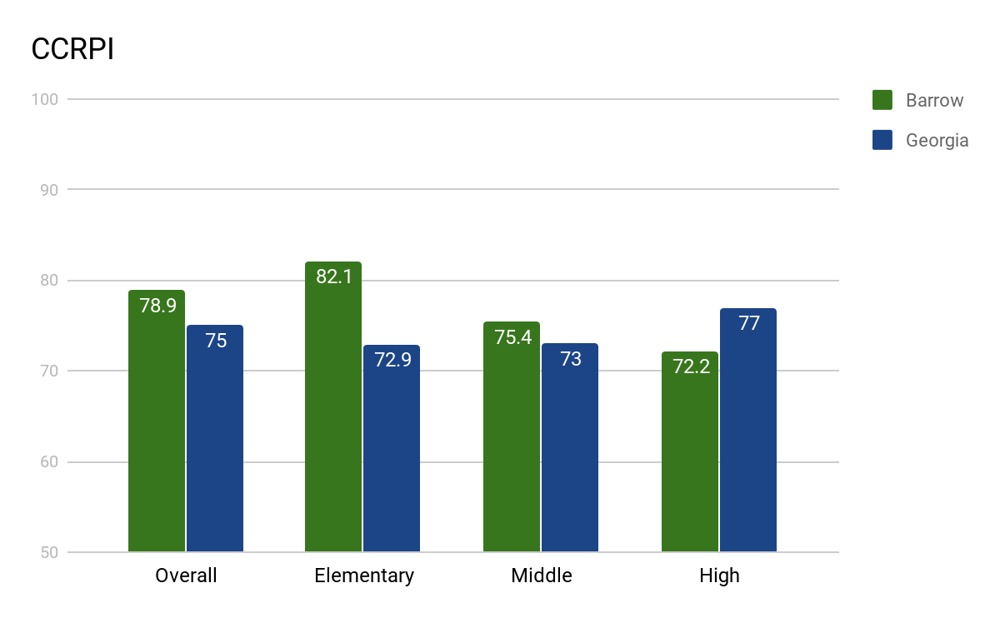 CCRPI
100
90
80
70
60
50
Barrow
Georgia
78.9
75
82.1
72.9
75.4
73
72.2
77
Overall
Elementary
Middle
High